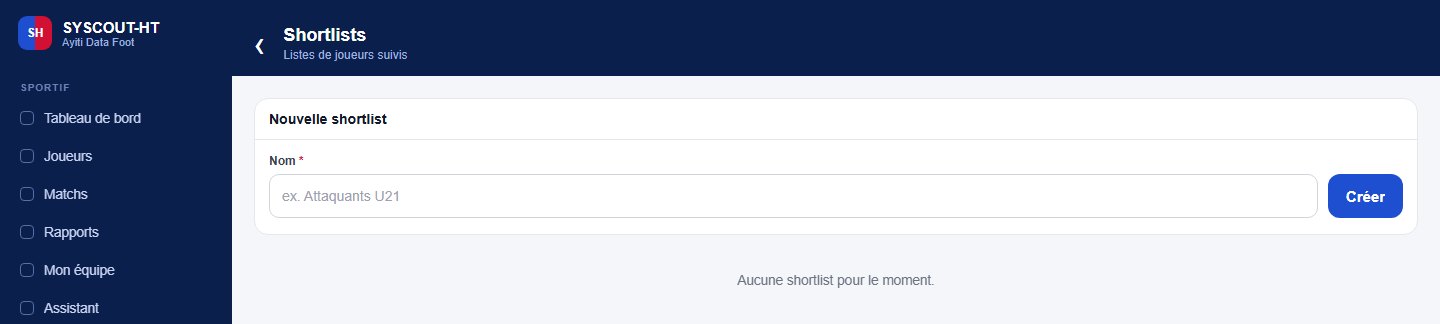 SH
SYSCOUT-HT
Ayiti Data Foot
SPORTIF
Tableau de bord
Joueurs
Matchs
Rapports
Mon équipe
Assistant
Shortlists
Listes de joueurs suivis
Nouvelle shortlist
Nom *
ex. Attaquants U21
Créer
Aucune shortlist pour le moment.